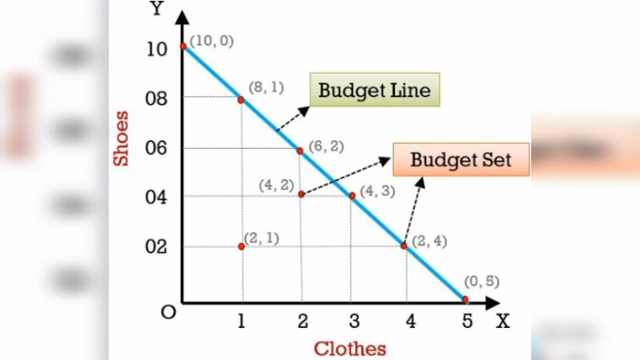 Y
10
(10, 0)
08
(8, 1)
Budget Line
06
(6, 2)
Budget Set
Shoes
04
(4, 2)
(4, 3)
02
(2, 1)
(2, 4)
(0, 5)
O
1
2
3
4
5
X
Clothes